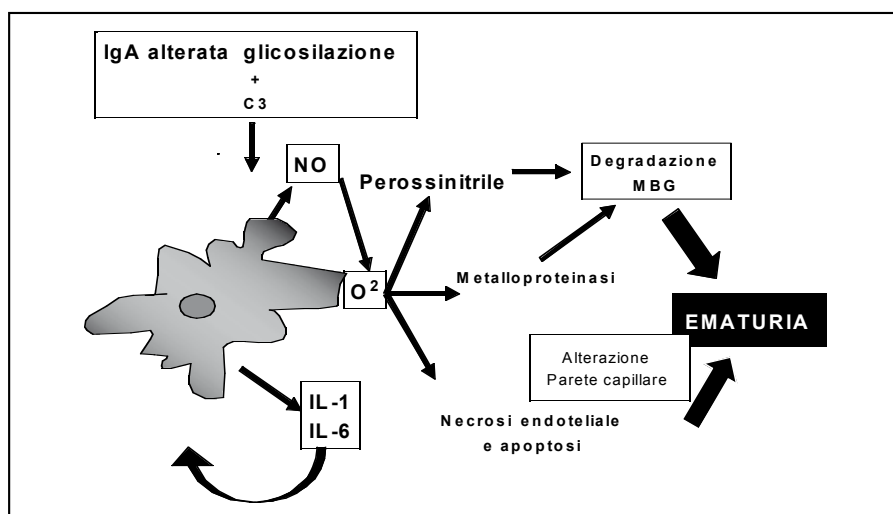 IgA alterata glicosilazione
+
C3
NO
Perossinitrile
Degradazione
MBG
O²
Metalloproteinasi
EMATURIA
Alterazione
Parete capillare
IL-1
IL-6
Necrosi endoteliale
e apoptosi